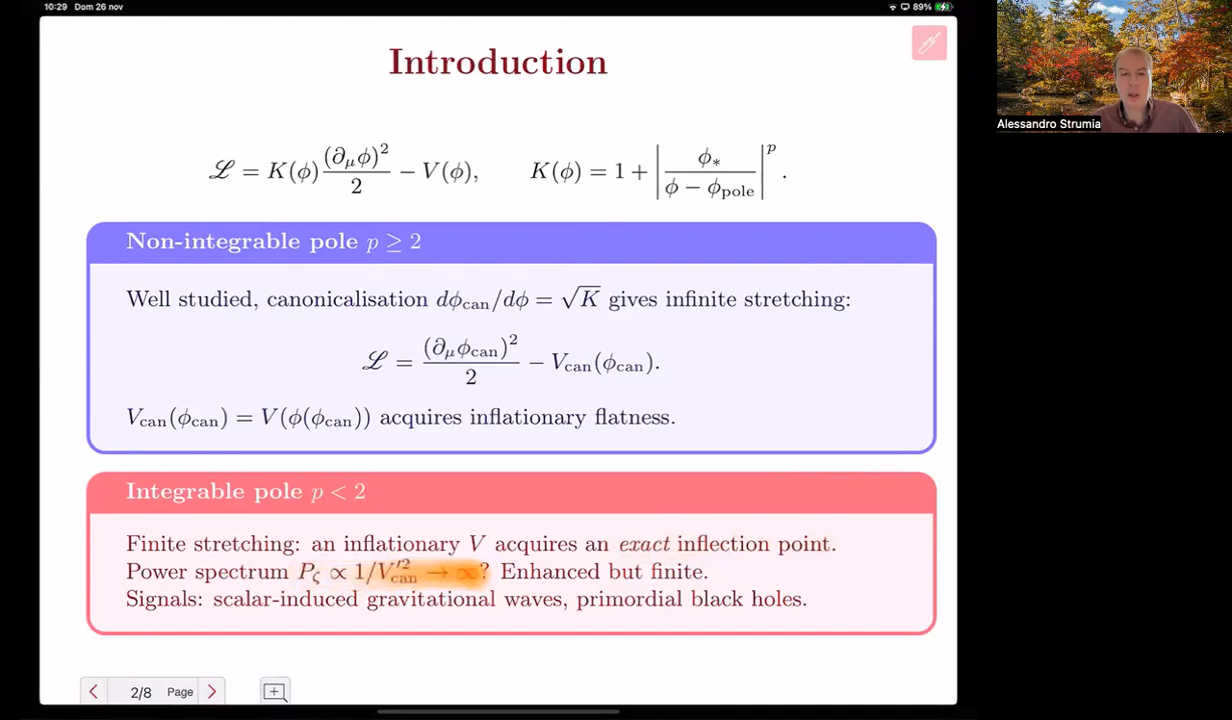 10:29 Dom 26 nov
89%
Introduction
ℒ = K(ϕ) (∂_μϕ)²/2 − V(ϕ),    K(ϕ) = 1 + |ϕ_*/(ϕ − ϕ_pole)|^p.
Non-integrable pole p ≥ 2
Well studied, canonicalisation dϕ_can/dϕ = √K gives infinite stretching:
ℒ = (∂_μϕ_can)²/2 − V_can(ϕ_can).
V_can(ϕ_can) = V(ϕ(ϕ_can)) acquires inflationary flatness.
Integrable pole p < 2
Finite stretching: an inflationary V acquires an exact inflection point.
Power spectrum P_ζ ∝ 1/V′²_can → ∞? Enhanced but finite.
Signals: scalar-induced gravitational waves, primordial black holes.
2/8 Page
Alessandro Strumia